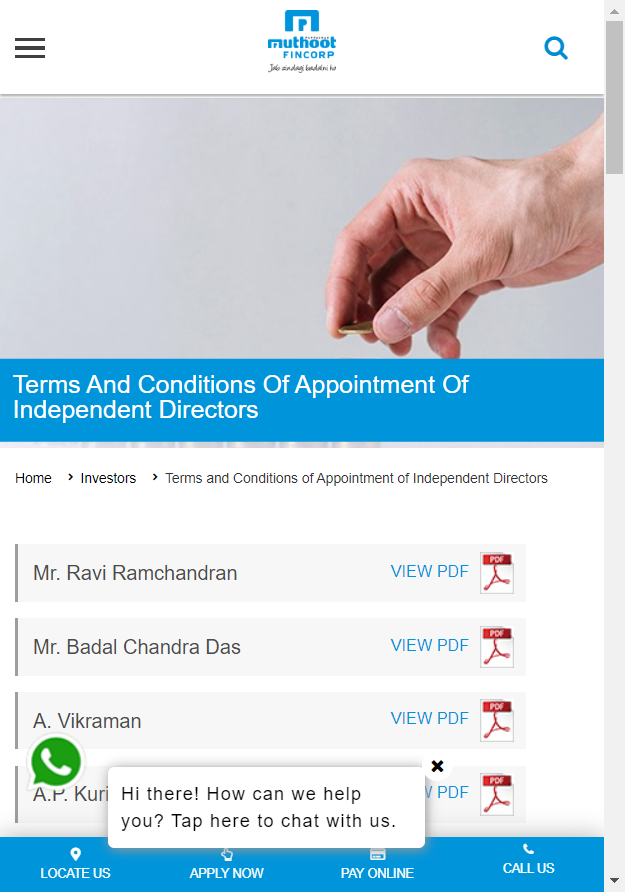 muthoot
FINCORP
Jab zindagi badalni ho
Terms And Conditions Of Appointment Of
Independent Directors
Home › Investors › Terms and Conditions of Appointment of Independent Directors
Mr. Ravi Ramchandran VIEW PDF PDF
Mr. Badal Chandra Das VIEW PDF PDF
A. Vikraman VIEW PDF PDF
A.P. Kuri PDF PDF
Hi there! How can we help
you? Tap here to chat with us.
LOCATE US APPLY NOW PAY ONLINE CALL US